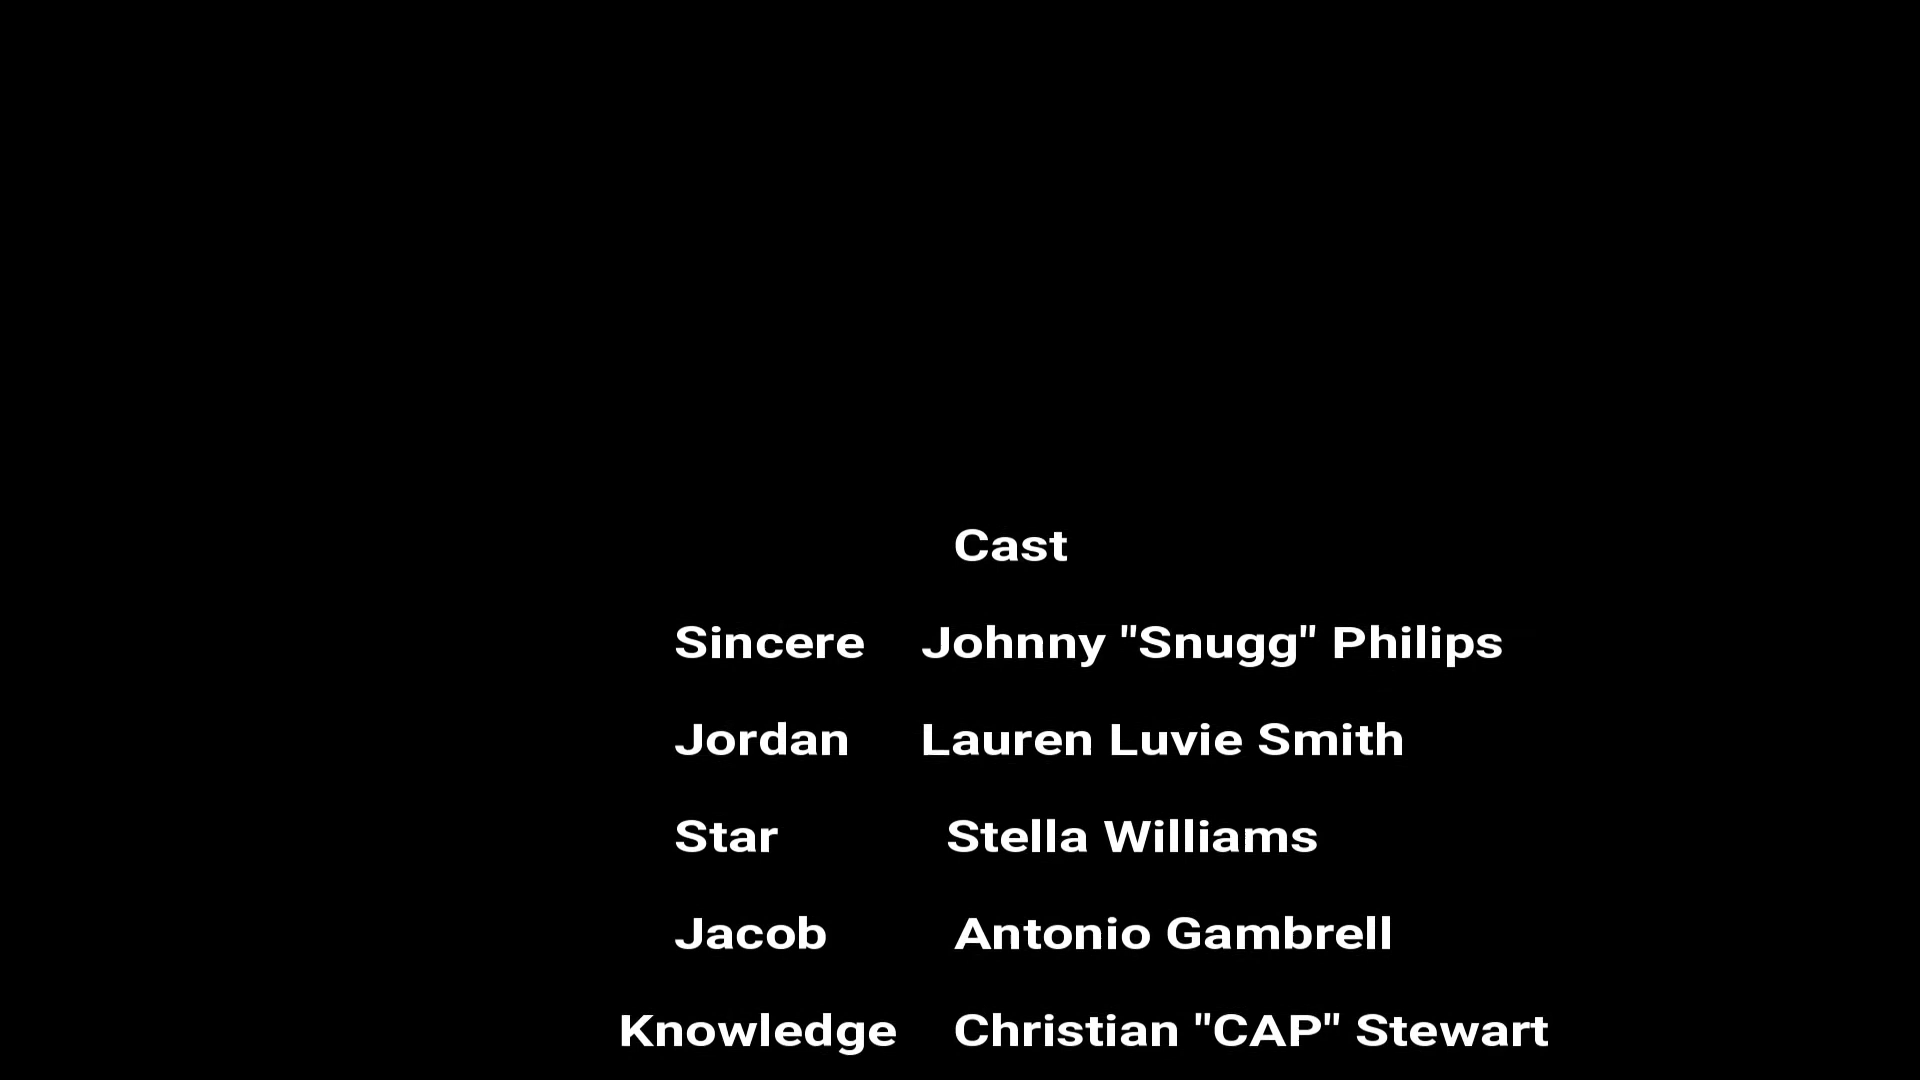 Cast
Sincere Johnny "Snugg" Philips
Jordan Lauren Luvie Smith
Star Stella Williams
Jacob Antonio Gambrell
Knowledge Christian "CAP" Stewart